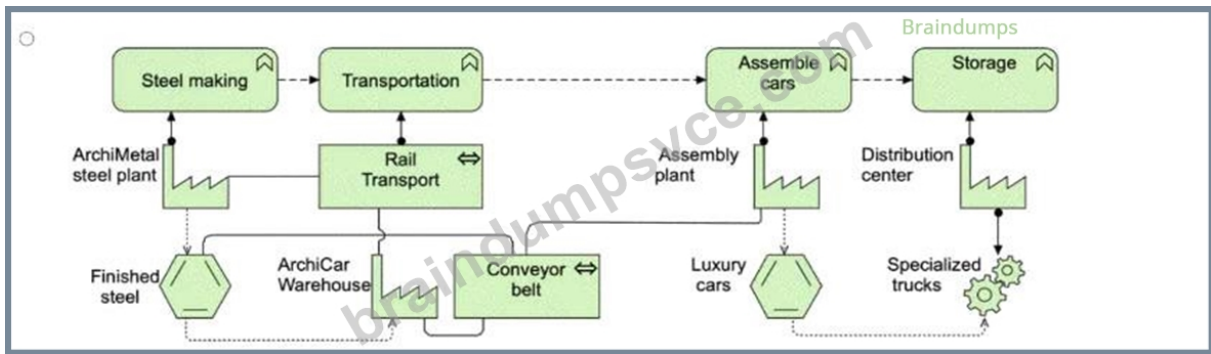 Braindumps
Steel making
Transportation
Assemble
cars
Storage
ArchiMetal
steel plant
Rail
Transport
Assembly
plant
Distribution
center
Finished
steel
ArchiCar
Warehouse
Conveyor
belt
Luxury
cars
Specialized
trucks
braindumpsvce.com